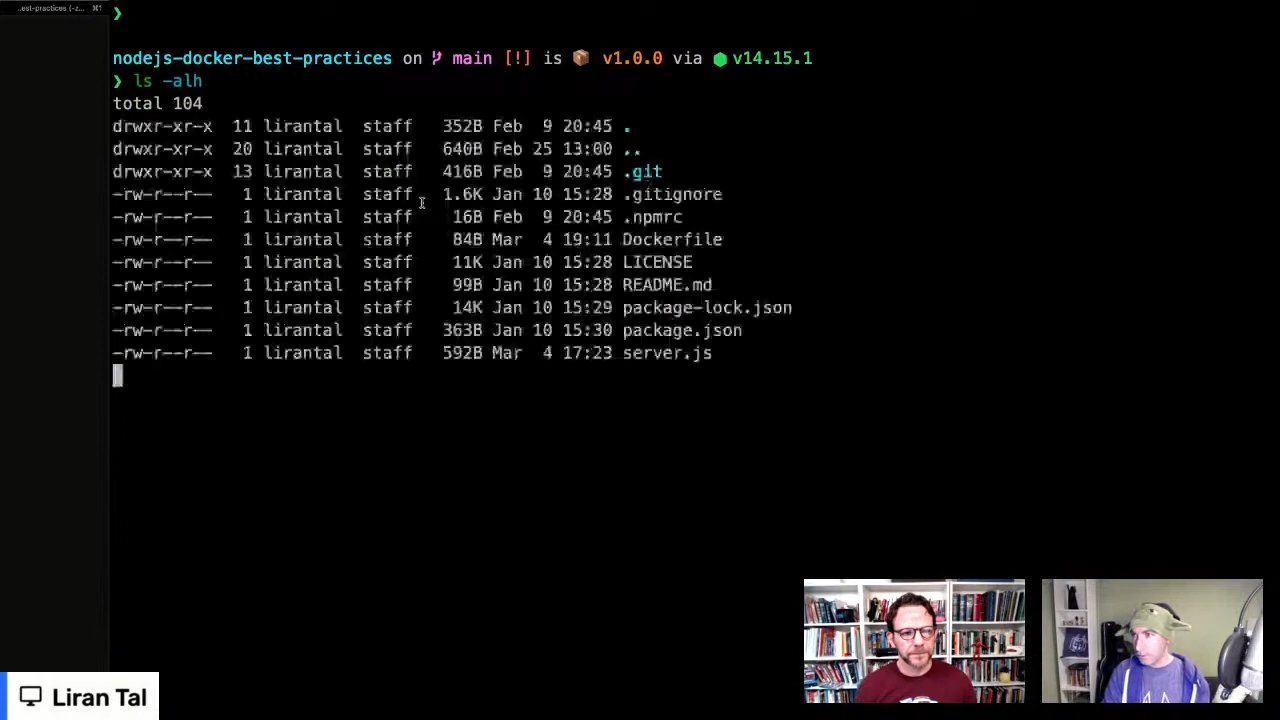 ..est-practices (-z... ⌘1
❯
nodejs-docker-best-practices on main [!] is 📦 v1.0.0 via ⬢ v14.15.1
❯ ls -alh
total 104
drwxr-xr-x 11 lirantal staff 352B Feb 9 20:45 .
drwxr-xr-x 20 lirantal staff 640B Feb 25 13:00 ..
drwxr-xr-x 13 lirantal staff 416B Feb 9 20:45 .git
-rw-r--r-- 1 lirantal staff 1.6K Jan 10 15:28 .gitignore
-rw-r--r-- 1 lirantal staff 16B Feb 9 20:45 .npmrc
-rw-r--r-- 1 lirantal staff 84B Mar 4 19:11 Dockerfile
-rw-r--r-- 1 lirantal staff 11K Jan 10 15:28 LICENSE
-rw-r--r-- 1 lirantal staff 99B Jan 10 15:28 README.md
-rw-r--r-- 1 lirantal staff 14K Jan 10 15:29 package-lock.json
-rw-r--r-- 1 lirantal staff 363B Jan 10 15:30 package.json
-rw-r--r-- 1 lirantal staff 592B Mar 4 17:23 server.js
Liran Tal